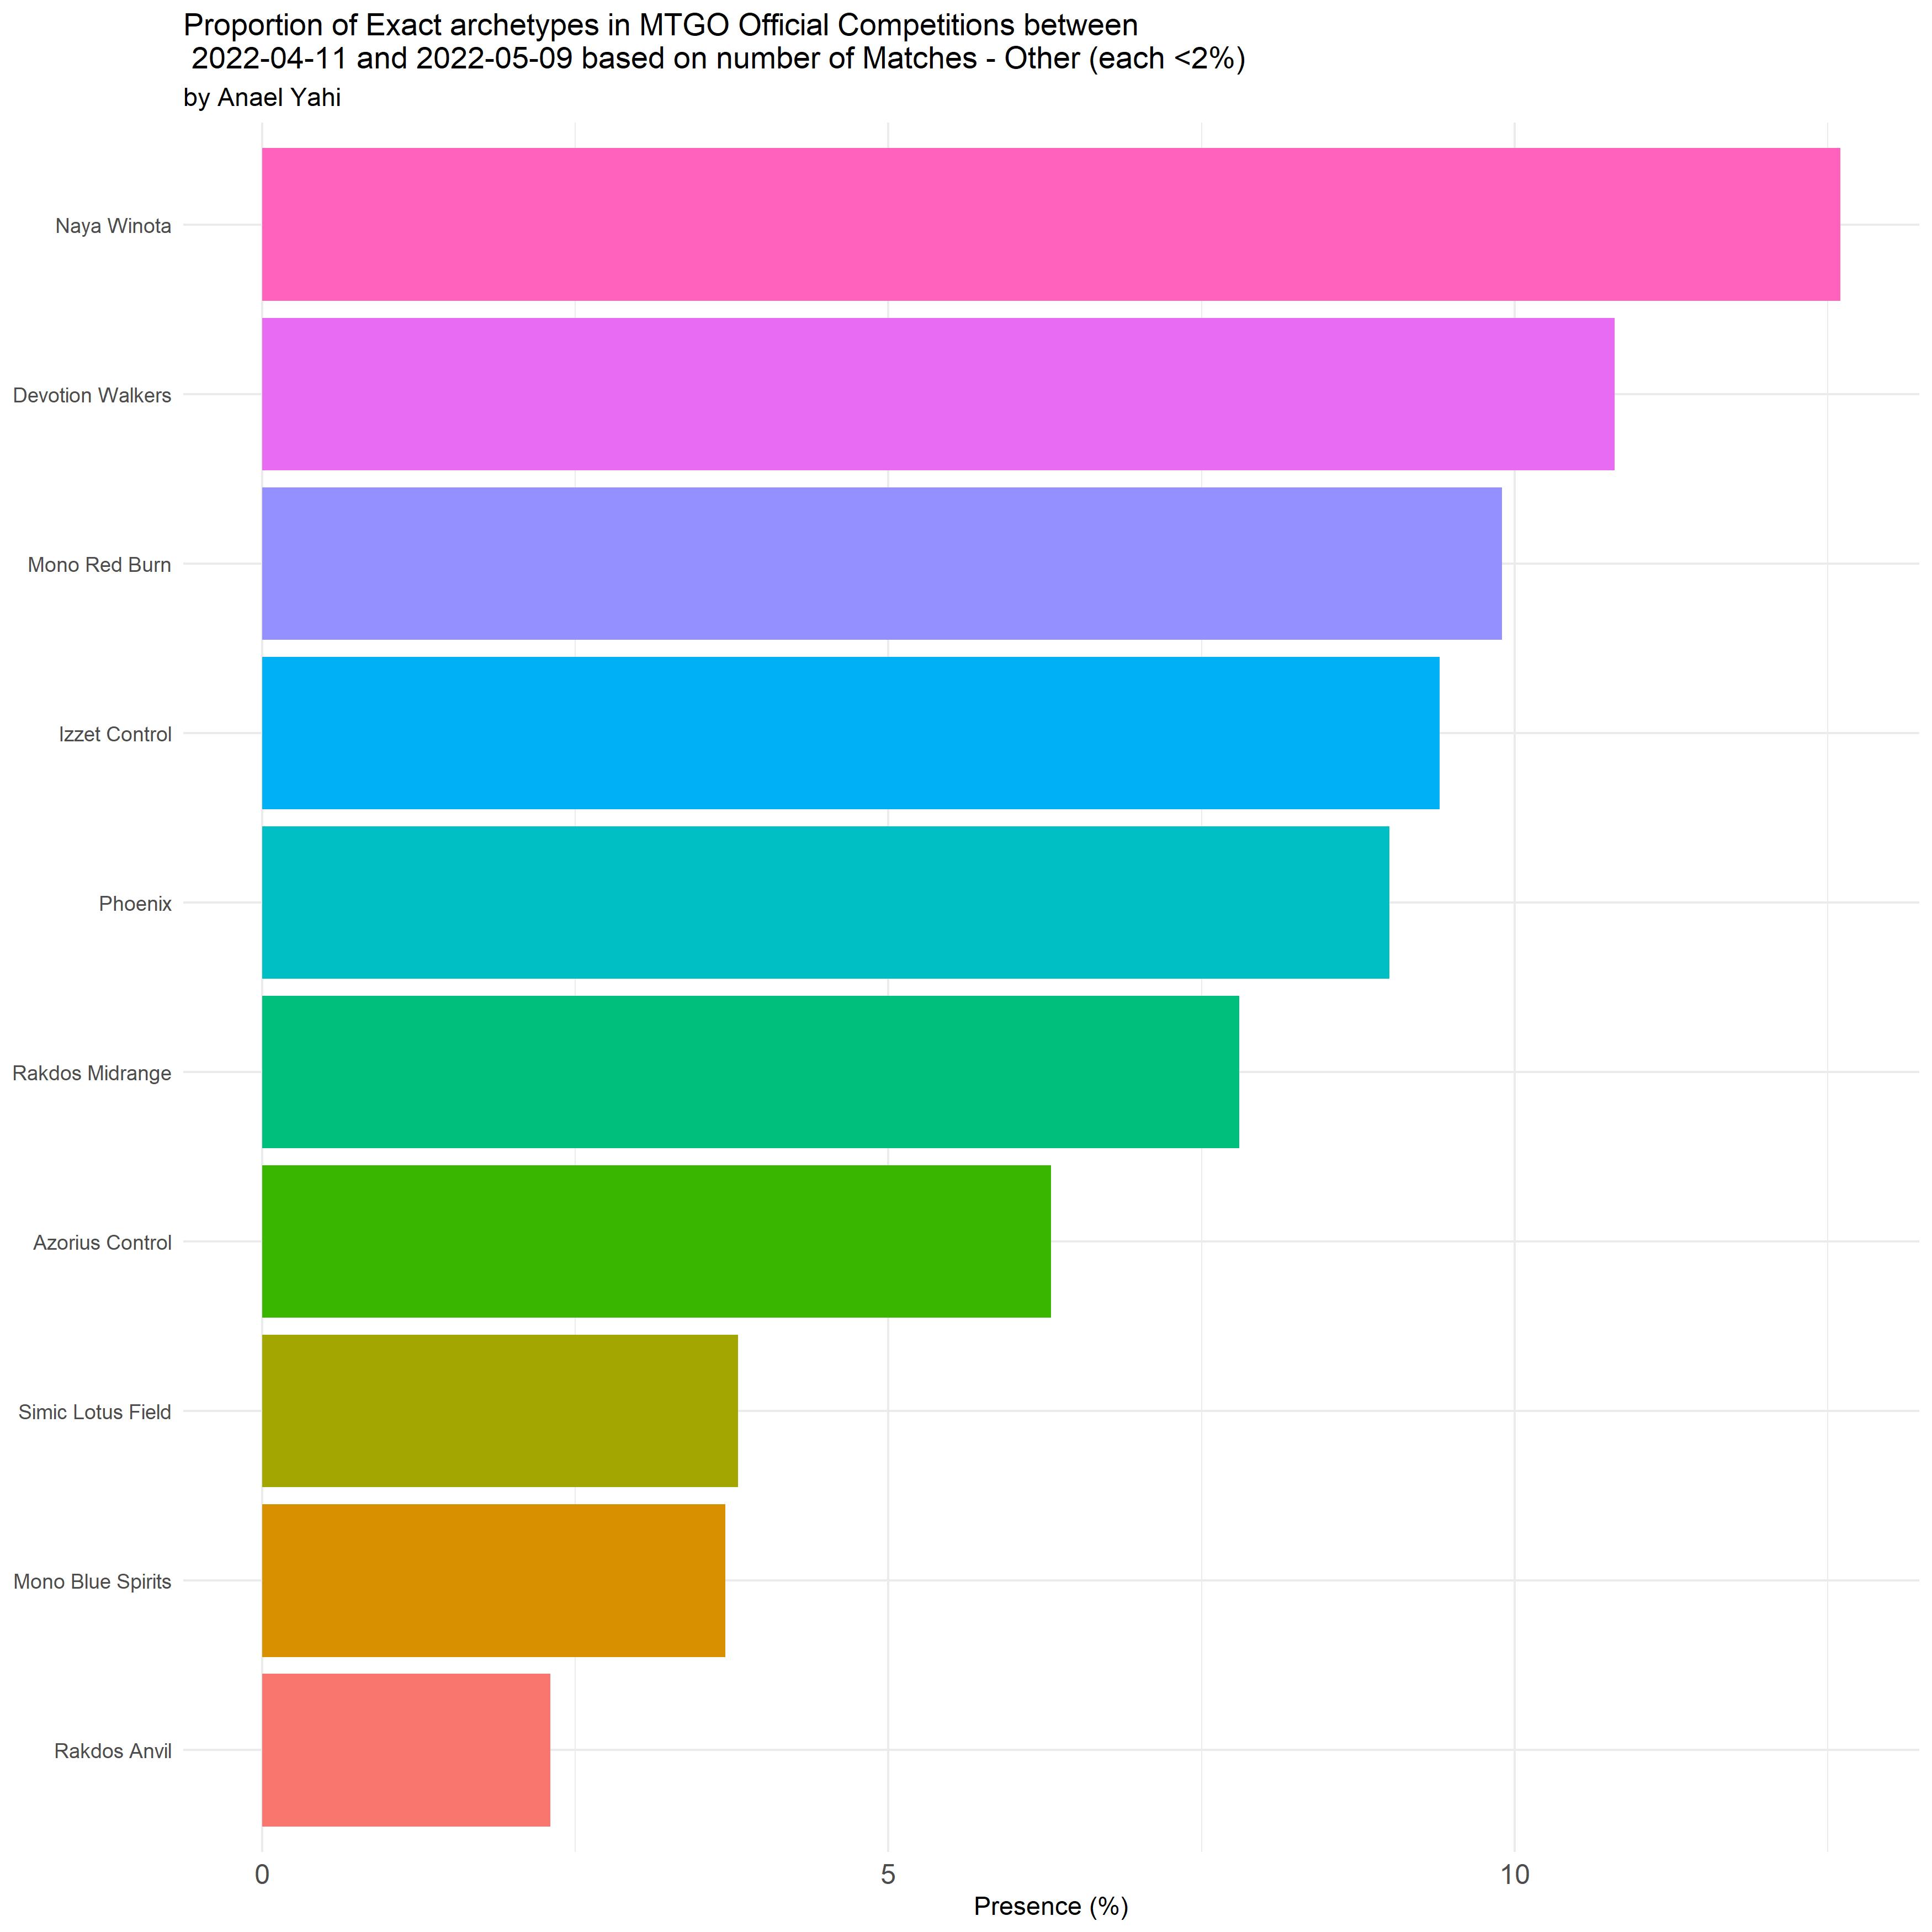 Proportion of Exact archetypes in MTGO Official Competitions between
2022-04-11 and 2022-05-09 based on number of Matches - Other (each <2%)
by Anael Yahi
Naya Winota
Devotion Walkers
Mono Red Burn
Izzet Control
Phoenix
Rakdos Midrange
Azorius Control
Simic Lotus Field
Mono Blue Spirits
Rakdos Anvil
0 5 10
Presence (%)